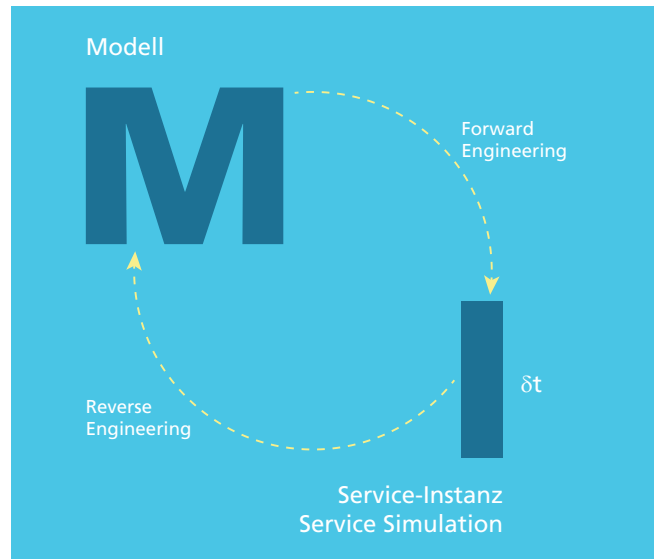 Modell
M
Forward
Engineering
I
δt
Reverse
Engineering
Service-Instanz
Service Simulation